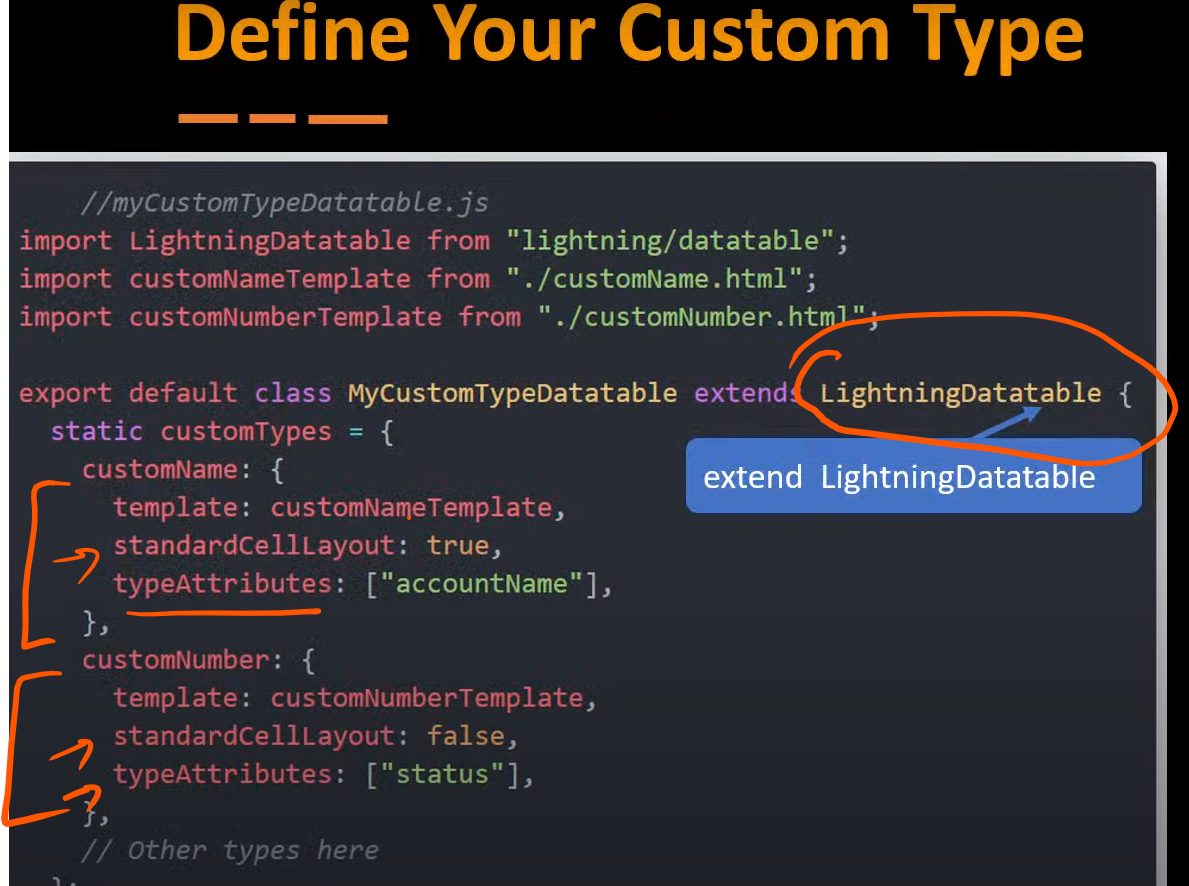 Define Your Custom Type
//myCustomTypeDatatable.js
import LightningDatatable from "lightning/datatable";
import customNameTemplate from "./customName.html";
import customNumberTemplate from "./customNumber.html";
export default class MyCustomTypeDatatable extends LightningDatatable {
static customTypes = {
customName: {
extend LightningDatatable
template: customNameTemplate,
standardCellLayout: true,
typeAttributes: ["accountName"],
},
customNumber: {
template: customNumberTemplate,
standardCellLayout: false,
typeAttributes: ["status"],
},
// Other types here
};